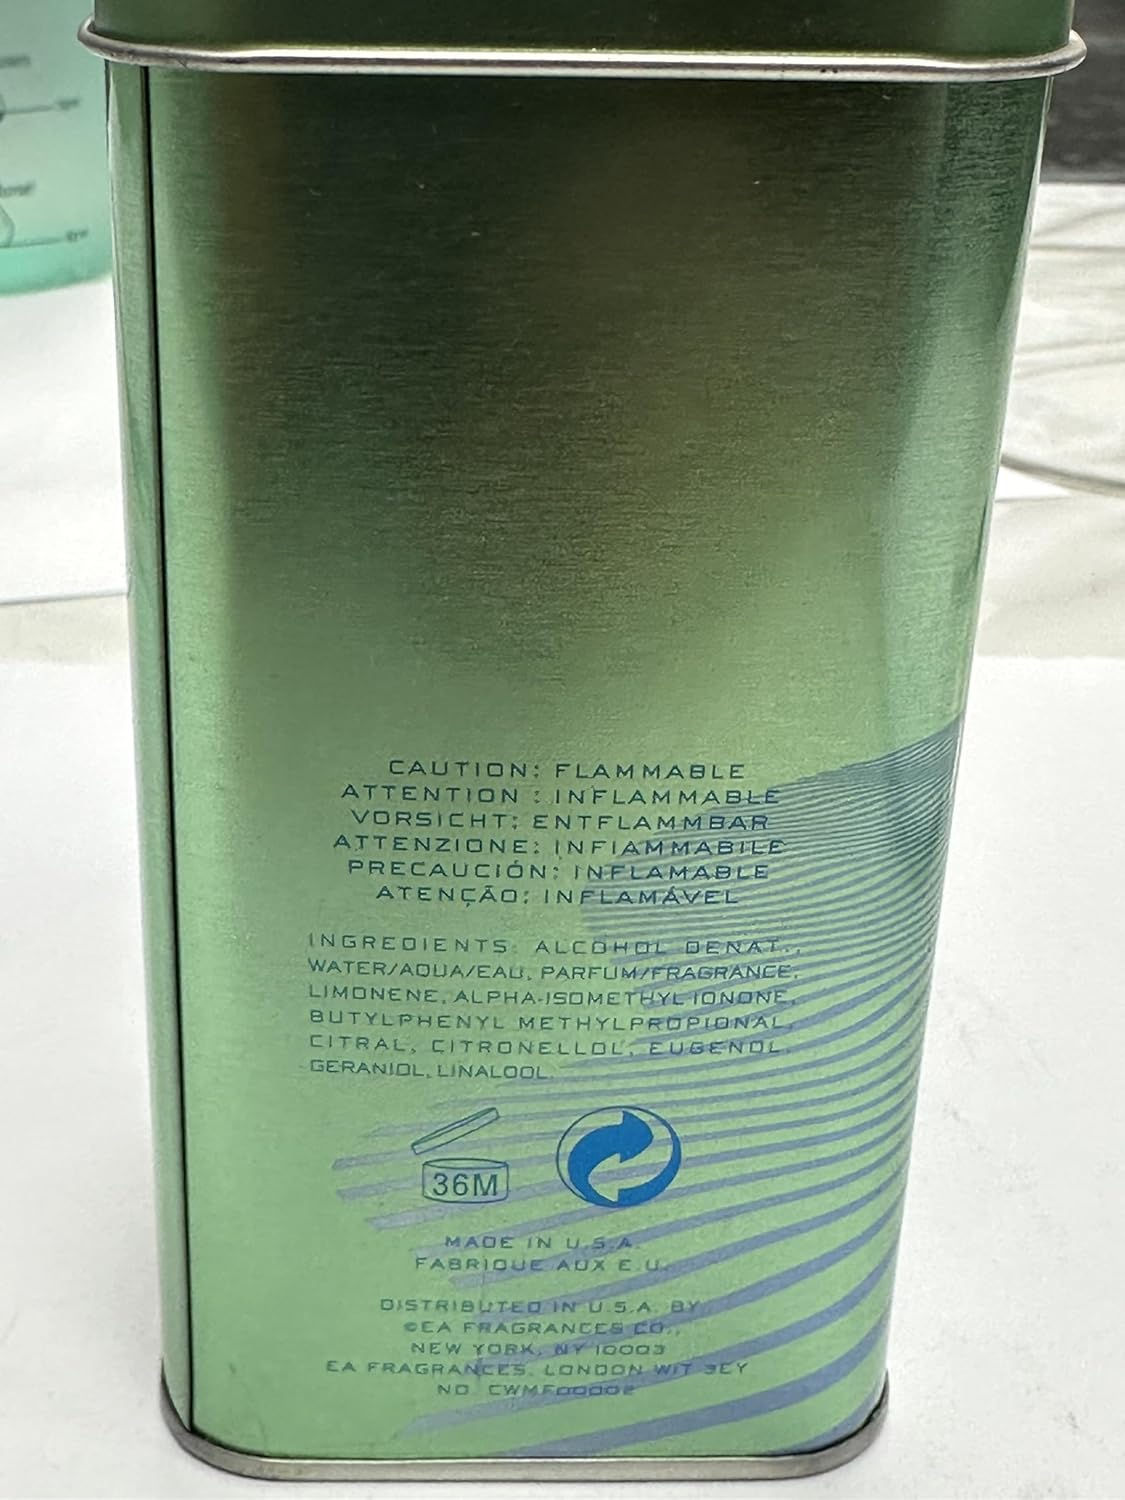 CAUTION: FLAMMABLE
ATTENTION : INFLAMMABLE
VORSICHT: ENTFLAMMBAR
ATTENZIONE: INFIAMMABILE
PRECAUCIÓN: INFLAMABLE
ATENÇÃO: INFLAMÁVEL
INGREDIENTS: ALCOHOL DENAT.,
WATER/AQUA/EAU, PARFUM/FRAGRANCE,
LIMONENE, ALPHA-ISOMETHYL IONONE,
BUTYLPHENYL METHYLPROPIONAL,
CITRAL, CITRONELLOL, EUGENOL,
GERANIOL, LINALOOL.
36M
MADE IN U.S.A.
FABRIQUE AUX E.U.
DISTRIBUTED IN U.S.A. BY
©EA FRAGRANCES CO.,
NEW YORK, NY 10003
EA FRAGRANCES, LONDON W1T 3EY
NO. CWMF00002